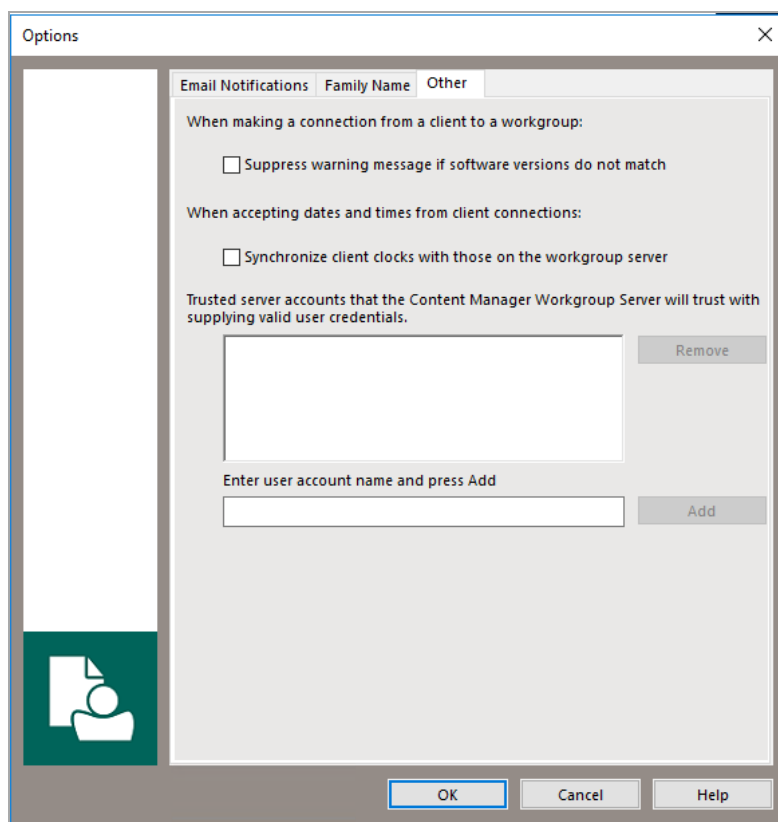 Options
Email Notifications Family Name Other
When making a connection from a client to a workgroup:
Suppress warning message if software versions do not match
When accepting dates and times from client connections:
Synchronize client clocks with those on the workgroup server
Trusted server accounts that the Content Manager Workgroup Server will trust with
supplying valid user credentials.
Remove
Enter user account name and press Add
Add
OK Cancel Help